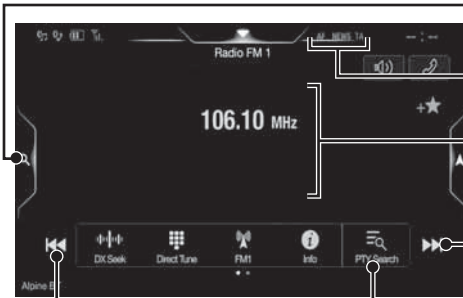 AF NEWS TA --:--
Radio FM 1
106.10 MHz
DX Seek Direct Tune FM1 Info PTY Search
Alpine